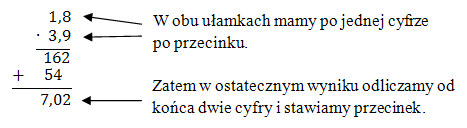 1,8
· 3,9
162
+ 54
7,02
W obu ułamkach mamy po jednej cyfrze
po przecinku.
Zatem w ostatecznym wyniku odliczamy od
końca dwie cyfry i stawiamy przecinek.